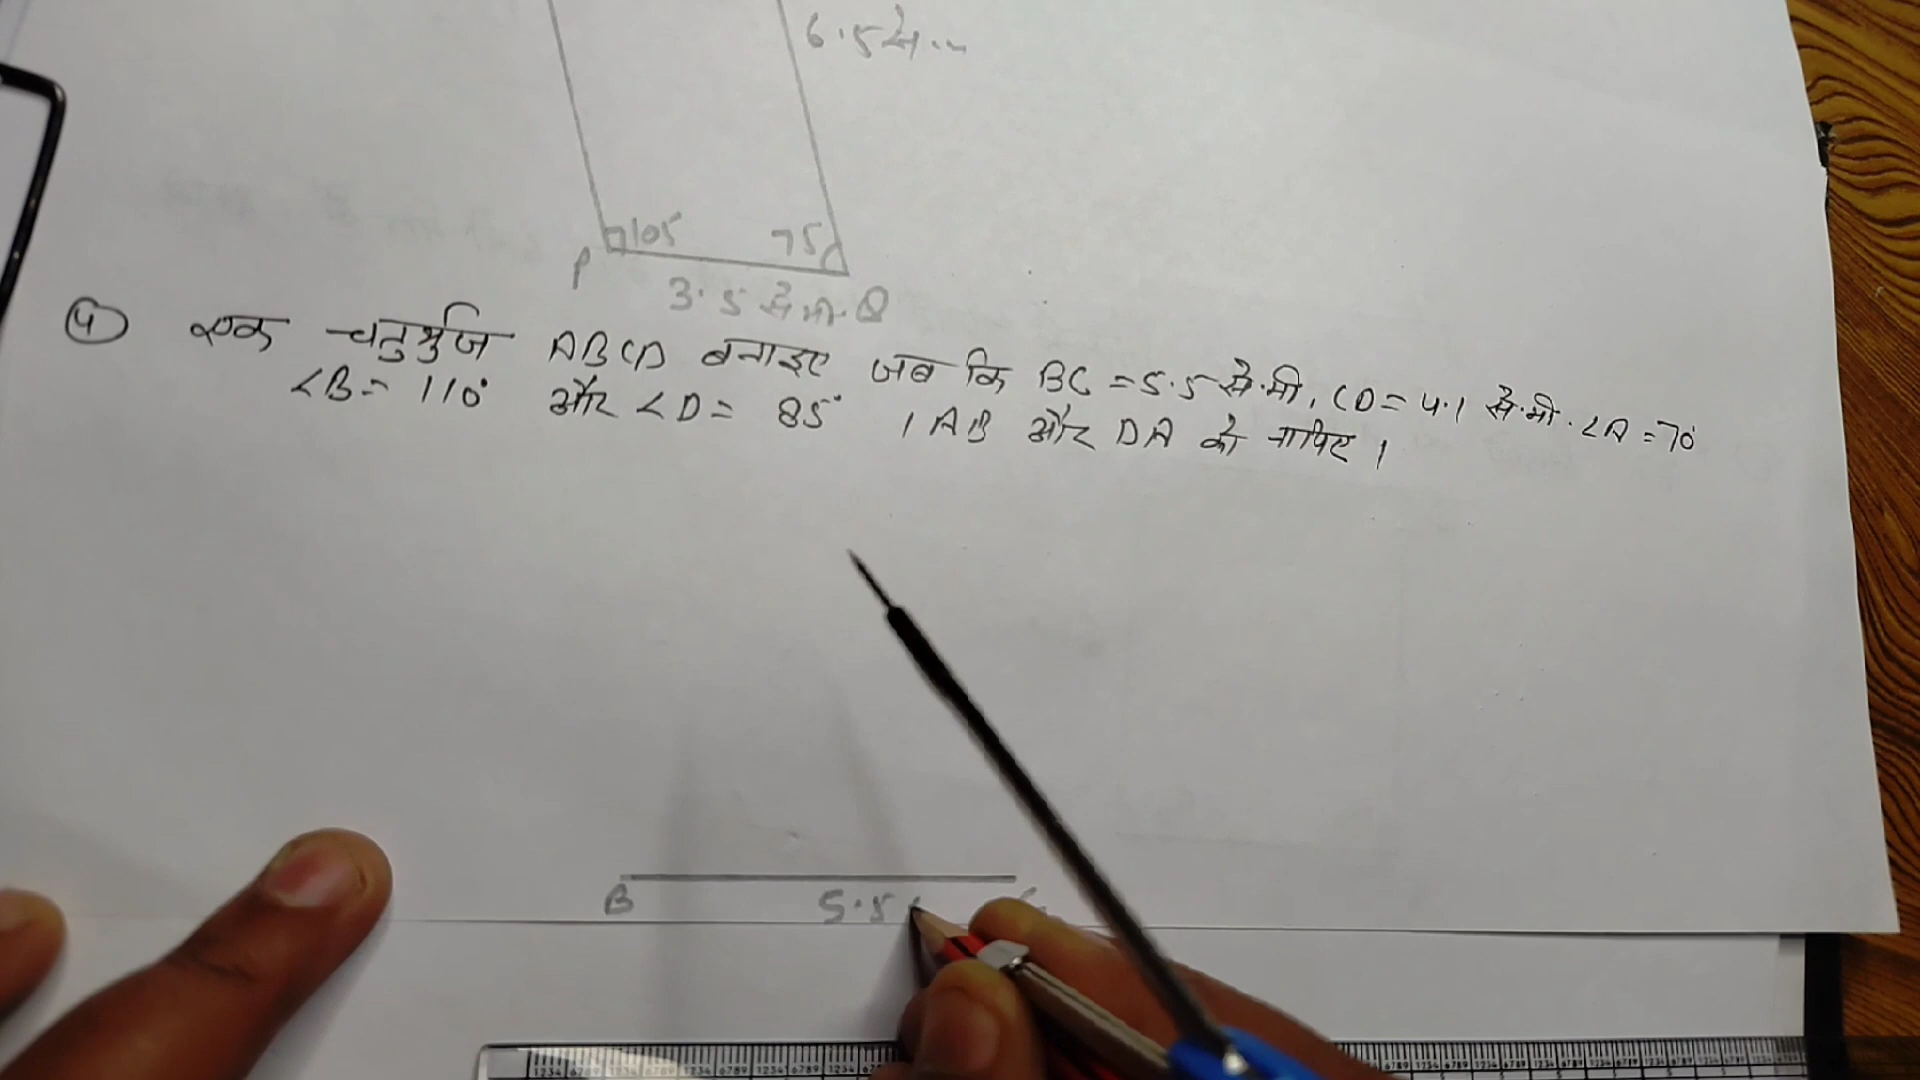 6.5 से.
105 75
P 3.5 से.मी. Q
④ एक चतुर्भुज ABCD बनाइए जब कि BC = 5.5 से.मी, CD = 4.1 से.मी. ∠A = 70°
∠B = 110° और ∠D = 85° । AB और DA को नापिए ।
B 5.5 C